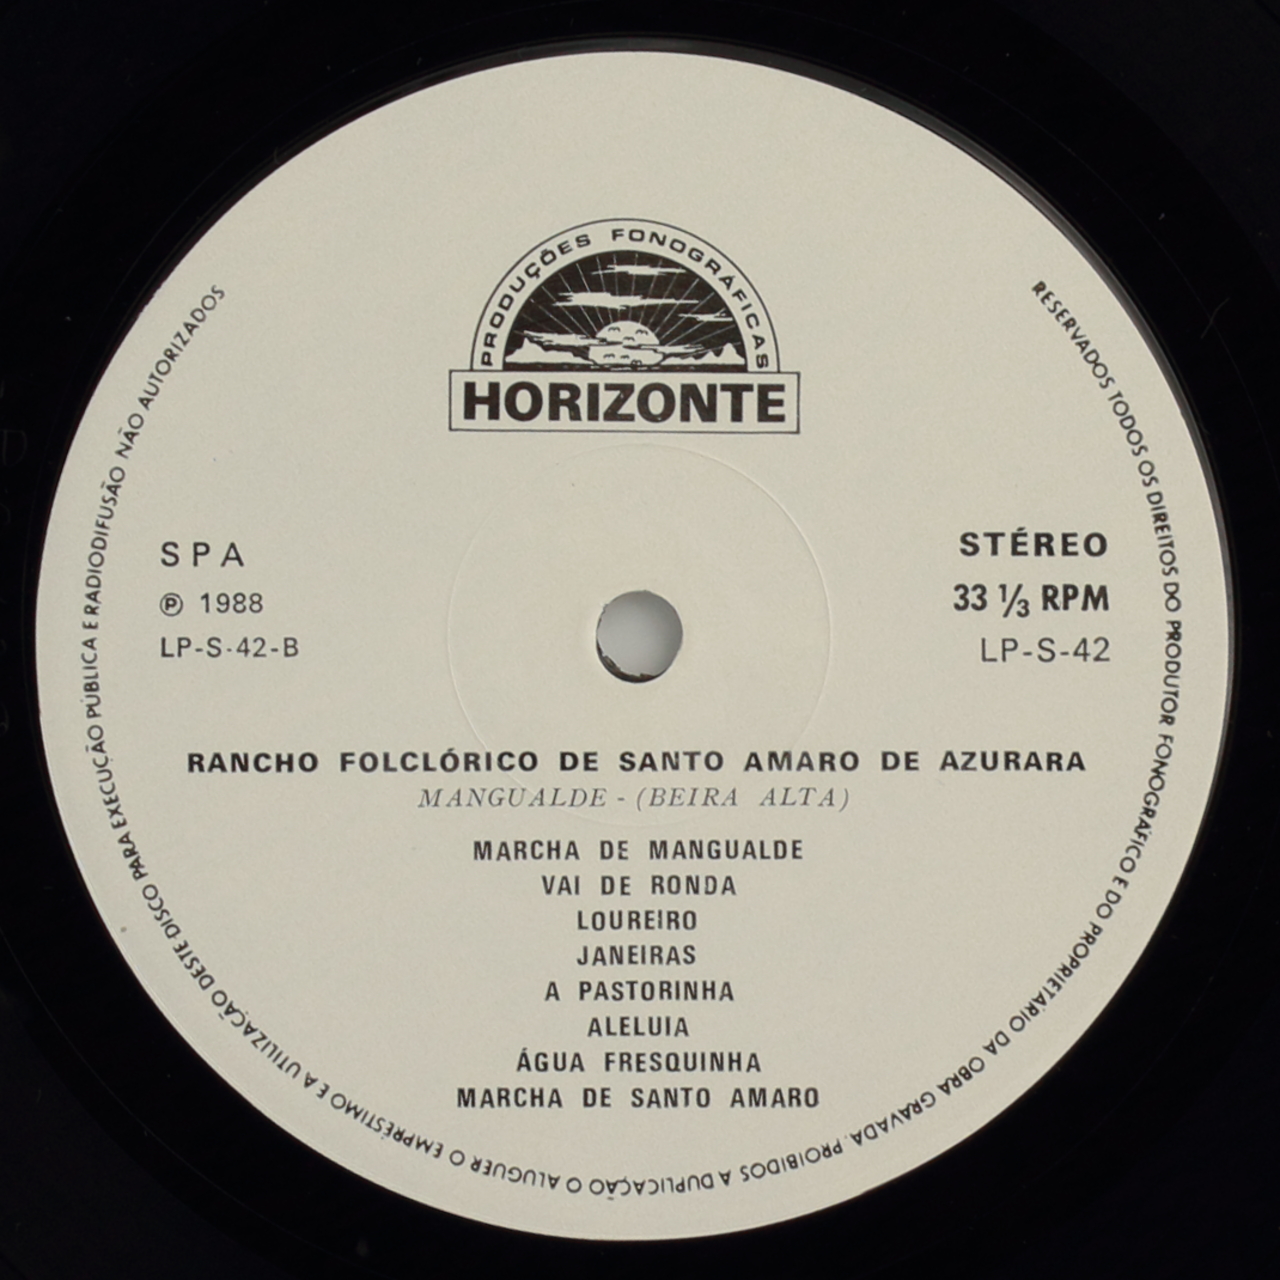 PRODUÇÕES FONOGRÁFICAS
HORIZONTE
SPA
℗ 1988
LP-S-42-B
STÉREO
33 1/3 RPM
LP-S-42
RANCHO FOLCLÓRICO DE SANTO AMARO DE AZURARA
MANGUALDE - (BEIRA ALTA)
MARCHA DE MANGUALDE
VAI DE RONDA
LOUREIRO
JANEIRAS
A PASTORINHA
ALELUIA
ÁGUA FRESQUINHA
MARCHA DE SANTO AMARO
RESERVADOS TODOS OS DIREITOS DO PRODUTOR FONOGRÁFICO E DO PROPRIETÁRIO DA OBRA GRAVADA. PROIBIDOS A DUPLICAÇÃO O ALUGUER O EMPRÉSTIMO E A UTILIZAÇÃO DESTE DISCO PARA EXECUÇÃO PÚBLICA E RADIODIFUSÃO NÃO AUTORIZADOS